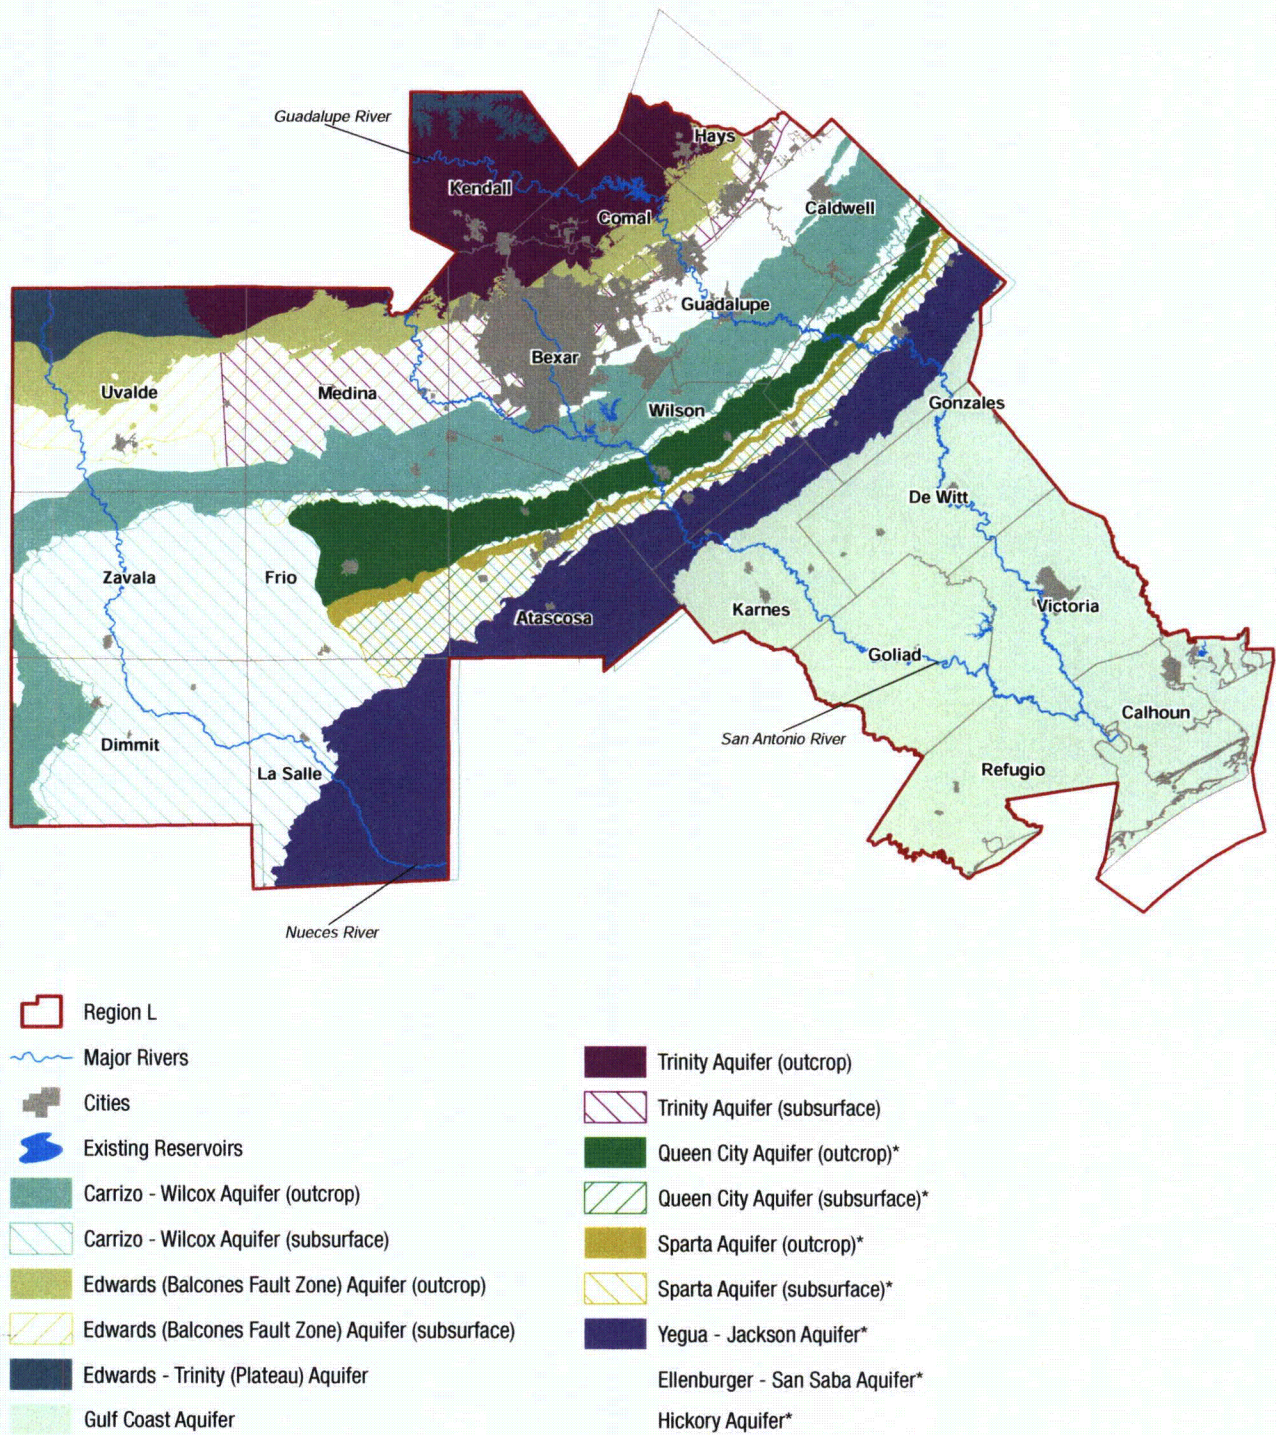 Guadalupe River
Hays
Kendall
Caldwell
Comal
Guadalupe
Bexar
Uvalde
Medina
Wilson
Gonzales
De Witt
Zavala
Frio
Karnes
Victoria
Atascosa
Goliad
Calhoun
San Antonio River
Dimmit
La Salle
Refugio
Nueces River
Region L
Major Rivers
Cities
Existing Reservoirs
Carrizo - Wilcox Aquifer (outcrop)
Carrizo - Wilcox Aquifer (subsurface)
Edwards (Balcones Fault Zone) Aquifer (outcrop)
Edwards (Balcones Fault Zone) Aquifer (subsurface)
Edwards - Trinity (Plateau) Aquifer
Gulf Coast Aquifer
Trinity Aquifer (outcrop)
Trinity Aquifer (subsurface)
Queen City Aquifer (outcrop)*
Queen City Aquifer (subsurface)*
Sparta Aquifer (outcrop)*
Sparta Aquifer (subsurface)*
Yegua - Jackson Aquifer*
Ellenburger - San Saba Aquifer*
Hickory Aquifer*